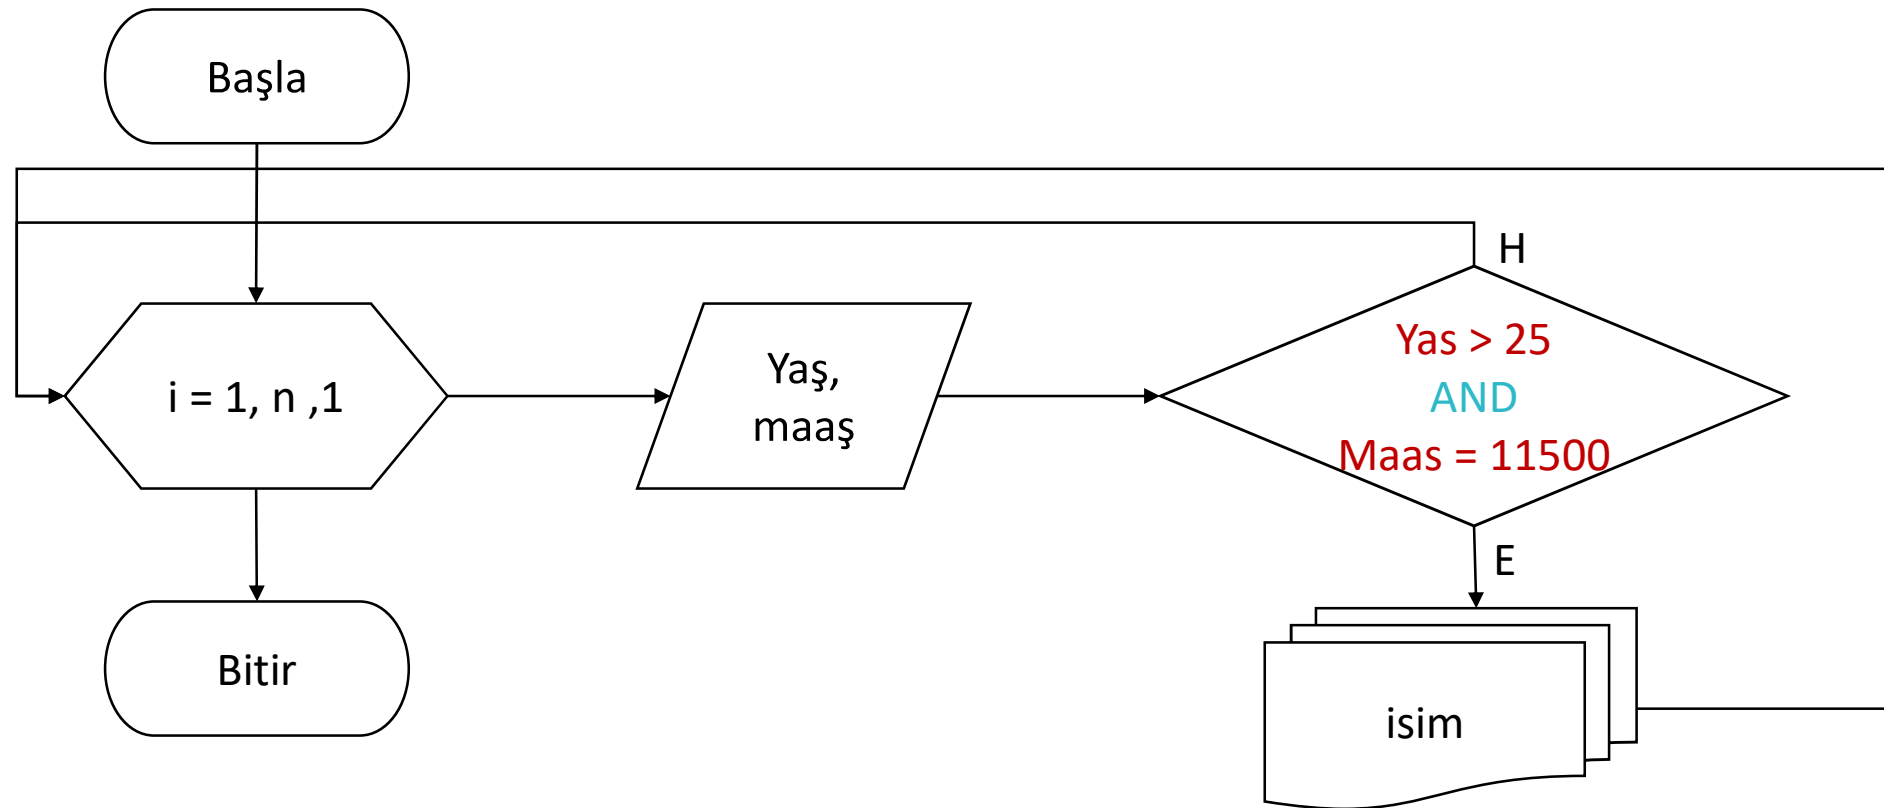 Başla
H
i = 1, n ,1
Yaş,
maaş
Yas > 25
AND
Maas = 11500
E
Bitir
isim